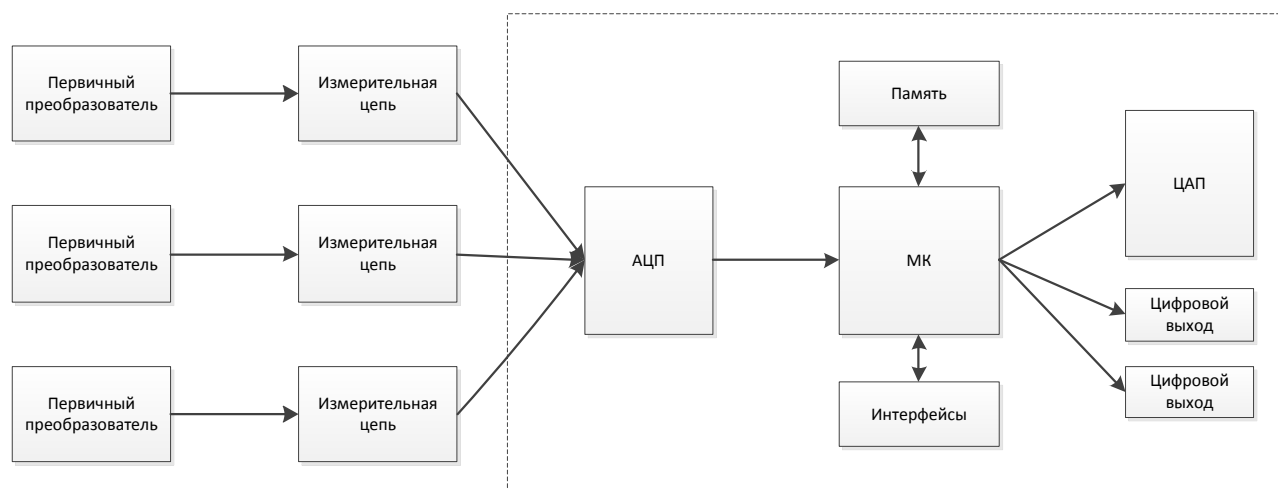 Первичный
преобразователь
Измерительная
цепь
Память
ЦАП
Первичный
преобразователь
Измерительная
цепь
АЦП
МК
Цифровой
выход
Первичный
преобразователь
Измерительная
цепь
Интерфейсы
Цифровой
выход